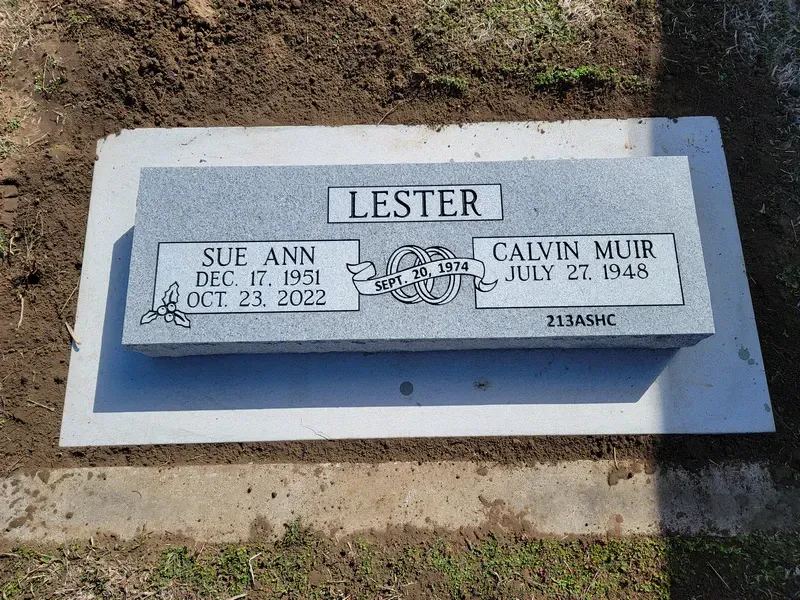 LESTER
SUE ANN
DEC. 17, 1951
OCT. 23, 2022
SEPT. 20, 1974
CALVIN MUIR
JULY 27, 1948
213ASHC